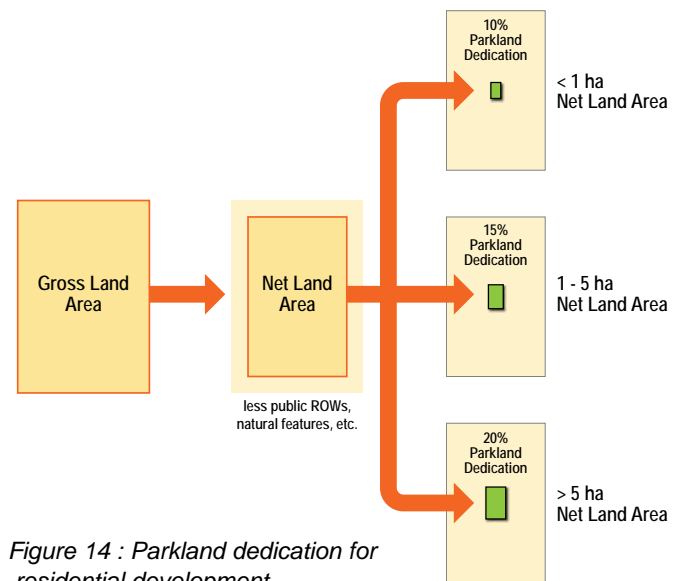 10%
Parkland
Dedication
< 1 ha
Net Land Area
Gross Land
Area
Net Land
Area
less public ROWs,
natural features, etc.
15%
Parkland
Dedication
1 - 5 ha
Net Land Area
20%
Parkland
Dedication
> 5 ha
Net Land Area
Figure 14 : Parkland dedication for
residential development